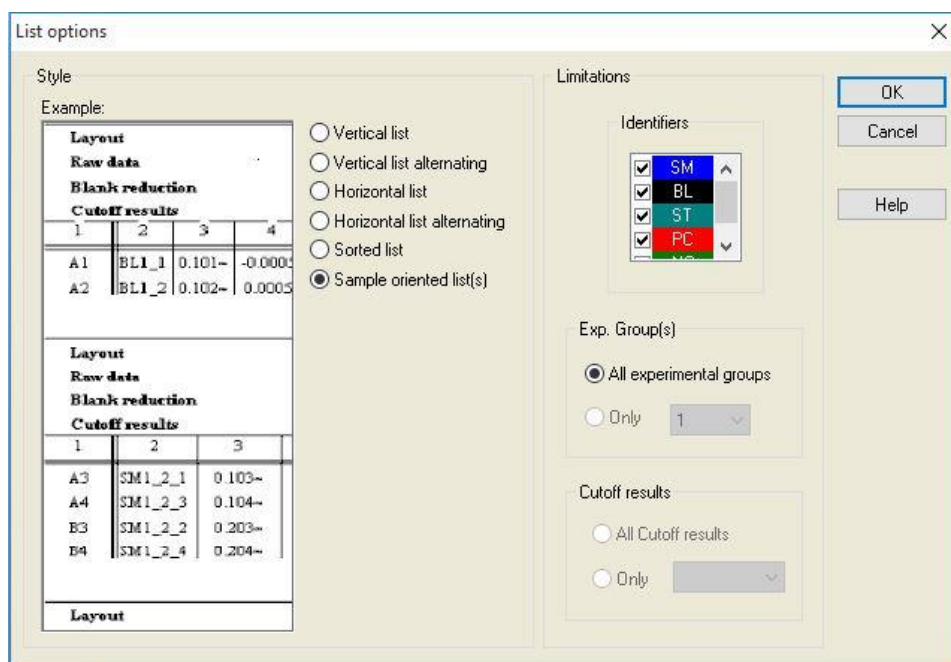 List options
Style
Example:
Layout
Raw data
Blank reduction
Cutoff results
1 2 3 4
A1 BL1_1 0.101~ -0.0005
A2 BL1_2 0.102~ 0.0005
Layout
Raw data
Blank reduction
Cutoff results
1 2 3
A3 SM1_2_1 0.103~
A4 SM1_2_3 0.104~
B3 SM1_2_2 0.203~
B4 SM1_2_4 0.204~
Layout
Vertical list
Vertical list alternating
Horizontal list
Horizontal list alternating
Sorted list
Sample oriented list(s)
Limitations
Identifiers
SM
BL
ST
PC
Exp. Group(s)
All experimental groups
Only 1
Cutoff results
All Cutoff results
Only
OK
Cancel
Help